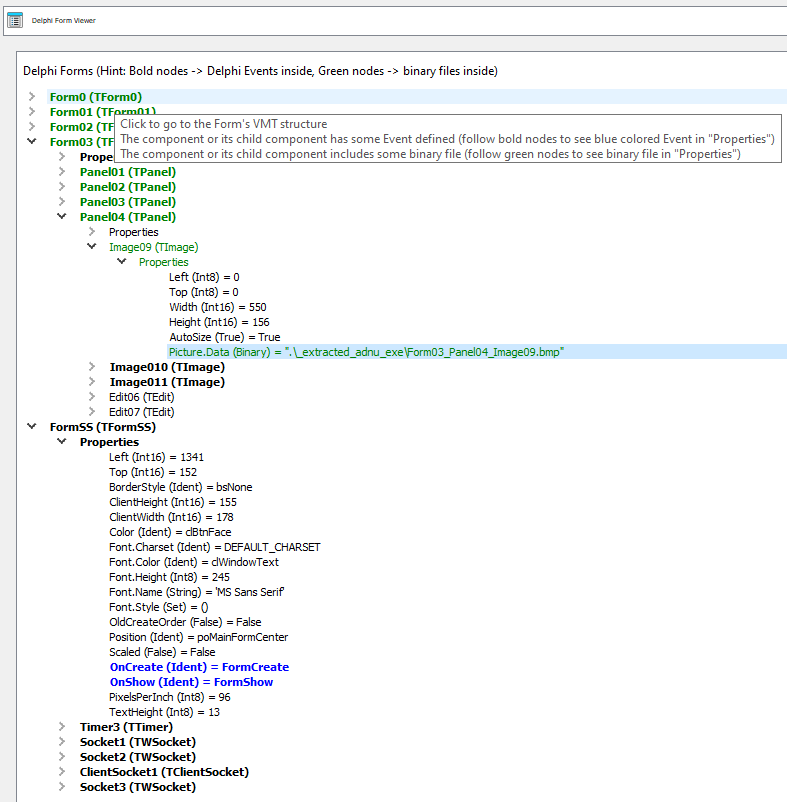 Delphi Form Viewer
Delphi Forms (Hint: Bold nodes -> Delphi Events inside, Green nodes -> binary files inside)
Form0 (TForm0)
Form01 (TForm01)
Form02 (TF
Click to go to the Form's VMT structure
The component or its child component has some Event defined (follow bold nodes to see blue colored Event in "Properties")
The component or its child component includes some binary file (follow green nodes to see binary file in "Properties")
Form03 (TF
Prope
Panel01 (TPanel)
Panel02 (TPanel)
Panel03 (TPanel)
Panel04 (TPanel)
Properties
Image09 (TImage)
Properties
Left (Int8) = 0
Top (Int8) = 0
Width (Int16) = 550
Height (Int16) = 156
AutoSize (True) = True
Picture.Data (Binary) = ".\_extracted_adnu_exe\Form03_Panel04_Image09.bmp"
Image010 (TImage)
Image011 (TImage)
Edit06 (TEdit)
Edit07 (TEdit)
FormSS (TFormSS)
Properties
Left (Int16) = 1341
Top (Int16) = 152
BorderStyle (Ident) = bsNone
ClientHeight (Int16) = 155
ClientWidth (Int16) = 178
Color (Ident) = clBtnFace
Font.Charset (Ident) = DEFAULT_CHARSET
Font.Color (Ident) = clWindowText
Font.Height (Int8) = 245
Font.Name (String) = 'MS Sans Serif'
Font.Style (Set) = ()
OldCreateOrder (False) = False
Position (Ident) = poMainFormCenter
Scaled (False) = False
OnCreate (Ident) = FormCreate
OnShow (Ident) = FormShow
PixelsPerInch (Int8) = 96
TextHeight (Int8) = 13
Timer3 (TTimer)
Socket1 (TWSocket)
Socket2 (TWSocket)
ClientSocket1 (TClientSocket)
Socket3 (TWSocket)